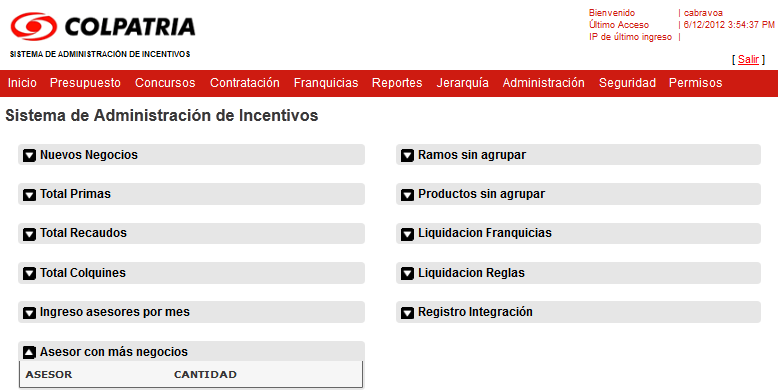 COLPATRIA
SISTEMA DE ADMINISTRACIÓN DE INCENTIVOS
Bienvenido | cabravoa
Último Acceso | 6/12/2012 3:54:37 PM
IP de último ingreso |
[ Salir ]
Inicio Presupuesto Concursos Contratación Franquicias Reportes Jerarquía Administración Seguridad Permisos
Sistema de Administración de Incentivos
Nuevos Negocios
Total Primas
Total Recaudos
Total Colquines
Ingreso asesores por mes
Asesor con más negocios
ASESOR CANTIDAD
Ramos sin agrupar
Productos sin agrupar
Liquidacion Franquicias
Liquidacion Reglas
Registro Integración